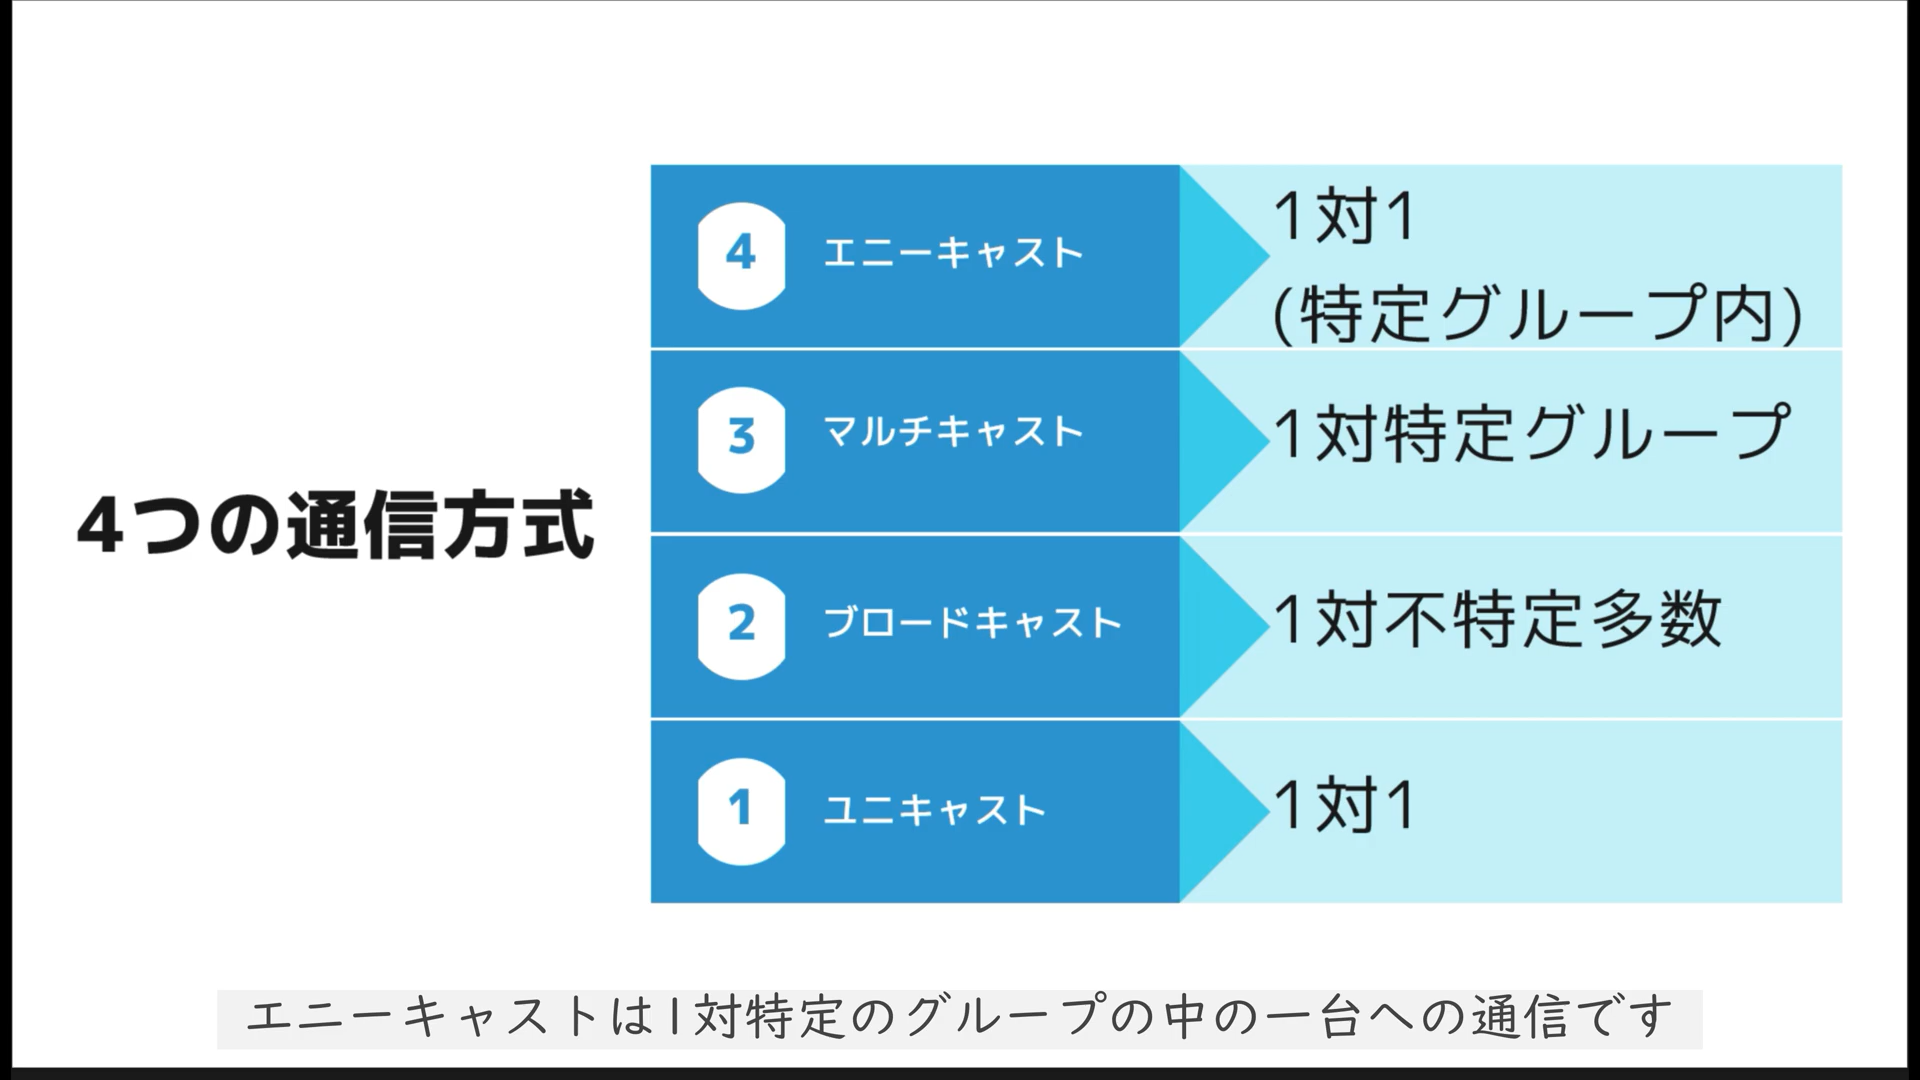 4つの通信方式
4 エニーキャスト
1対1
(特定グループ内)
3 マルチキャスト
1対特定グループ
2 ブロードキャスト
1対不特定多数
1 ユニキャスト
1対1
エニーキャストは1対特定のグループの中の一台への通信です